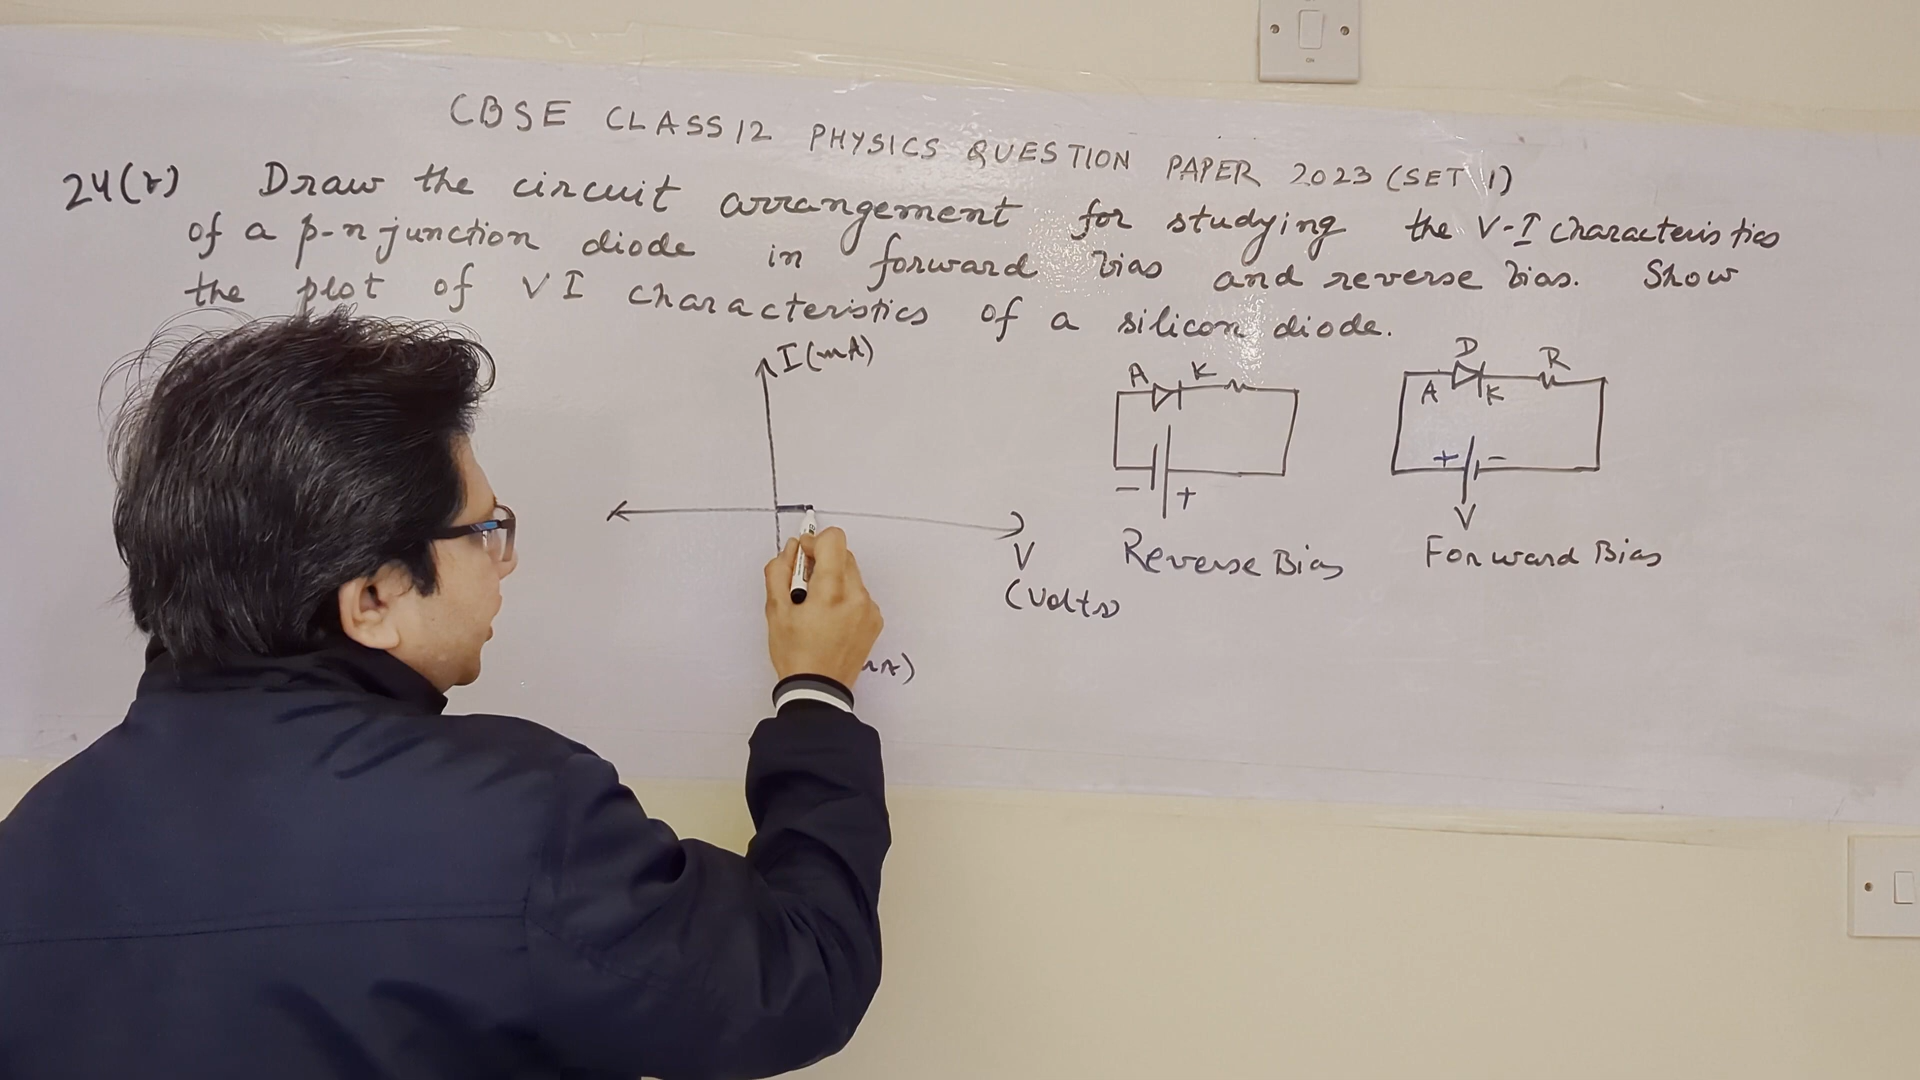 CBSE CLASS 12 PHYSICS QUESTION PAPER 2023 (SET 1)
24(b) Draw the circuit arrangement for studying the V-I characteristics
of a p-n junction diode in forward bias and reverse bias. Show
the plot of VI characteristics of a silicon diode.
I (mA)
A K
D
R
A
K
- +
+ -
V
V
(Volts)
Reverse Bias
Forward Bias
ON